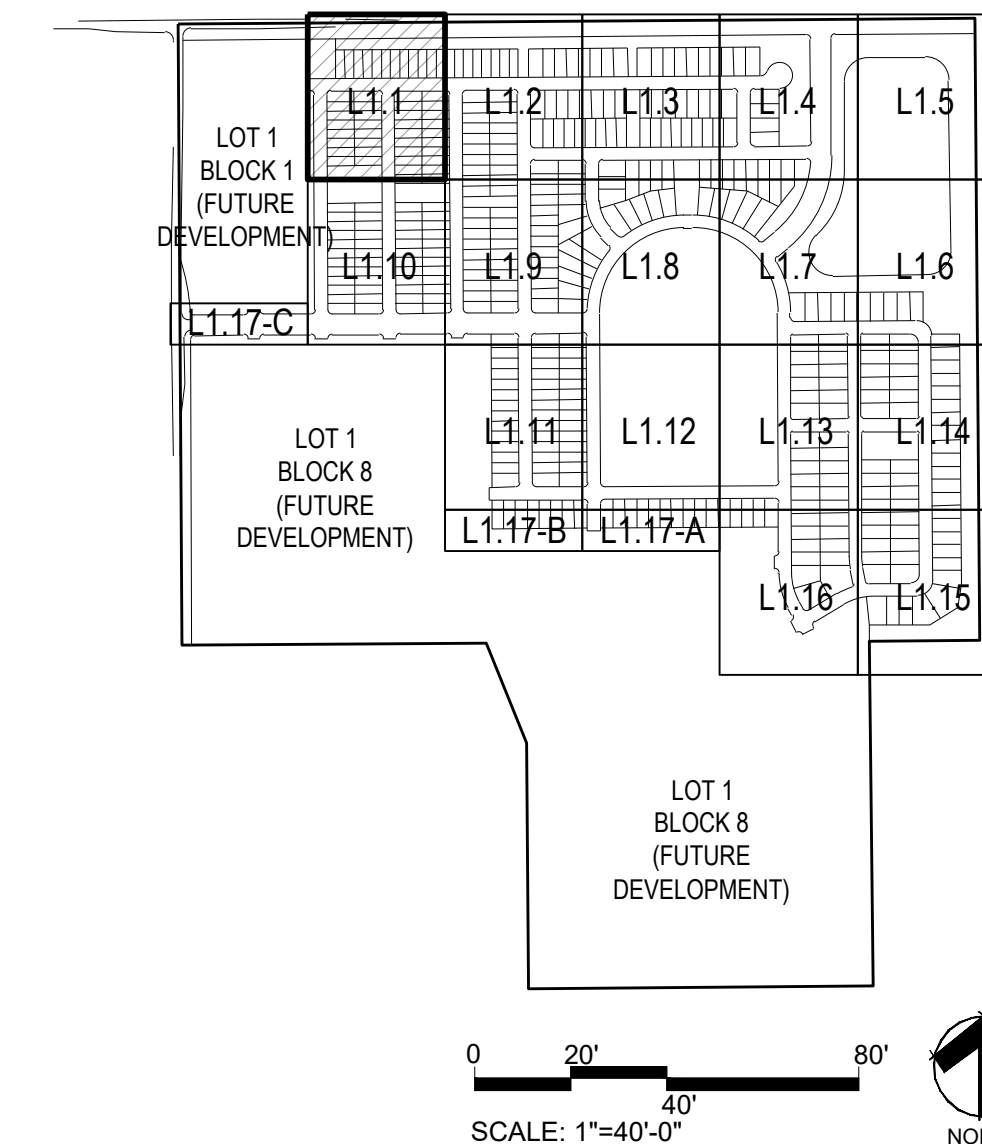 L1.1
L1.2
L1.3
L1.4
L1.5
LOT 1
BLOCK 1
(FUTURE
DEVELOPMENT)
L1.10
L1.9
L1.8
L1.7
L1.6
L1.17-C
LOT 1
BLOCK 8
(FUTURE
DEVELOPMENT)
L1.11
L1.12
L1.13
L1.14
L1.17-B
L1.17-A
L1.16
L1.15
LOT 1
BLOCK 8
(FUTURE
DEVELOPMENT)
0 20' 80'
40'
SCALE: 1"=40'-0"